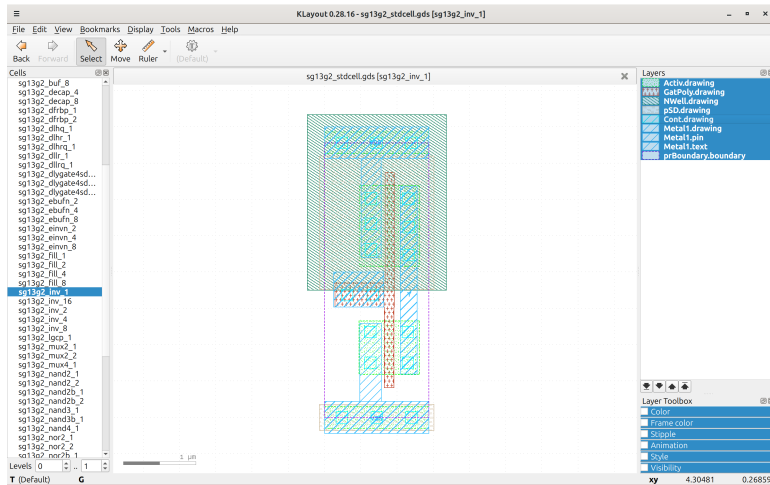 KLayout 0.28.16 - sg13g2_stdcell.gds [sg13g2_inv_1]
File Edit View Bookmarks Display Tools Macros Help
Back Forward Select Move Ruler (Default)
Cells
sg13g2_buf_8
sg13g2_decap_4
sg13g2_decap_8
sg13g2_dfrbp_1
sg13g2_dfrbp_2
sg13g2_dlhq_1
sg13g2_dlhr_1
sg13g2_dlhrq_1
sg13g2_dllr_1
sg13g2_dllrq_1
sg13g2_dlygate4sd...
sg13g2_dlygate4sd...
sg13g2_dlygate4sd...
sg13g2_ebufn_2
sg13g2_ebufn_4
sg13g2_ebufn_8
sg13g2_einvn_2
sg13g2_einvn_4
sg13g2_einvn_8
sg13g2_fill_1
sg13g2_fill_2
sg13g2_fill_4
sg13g2_fill_8
sg13g2_inv_1
sg13g2_inv_16
sg13g2_inv_2
sg13g2_inv_4
sg13g2_inv_8
sg13g2_lgcp_1
sg13g2_mux2_1
sg13g2_mux2_2
sg13g2_mux4_1
sg13g2_nand2_1
sg13g2_nand2_2
sg13g2_nand2b_1
sg13g2_nand2b_2
sg13g2_nand3_1
sg13g2_nand3b_1
sg13g2_nand4_1
sg13g2_nor2_1
sg13g2_nor2_2
sg13g2_nor2b_1
Levels 0 .. 1
sg13g2_stdcell.gds [sg13g2_inv_1]
1 μm
Layers
Activ.drawing
GatPoly.drawing
NWell.drawing
pSD.drawing
Cont.drawing
Metal1.drawing
Metal1.pin
Metal1.text
prBoundary.boundary
Layer Toolbox
Color
Frame color
Stipple
Animation
Style
Visibility
T (Default) G xy 4.30481 0.2685